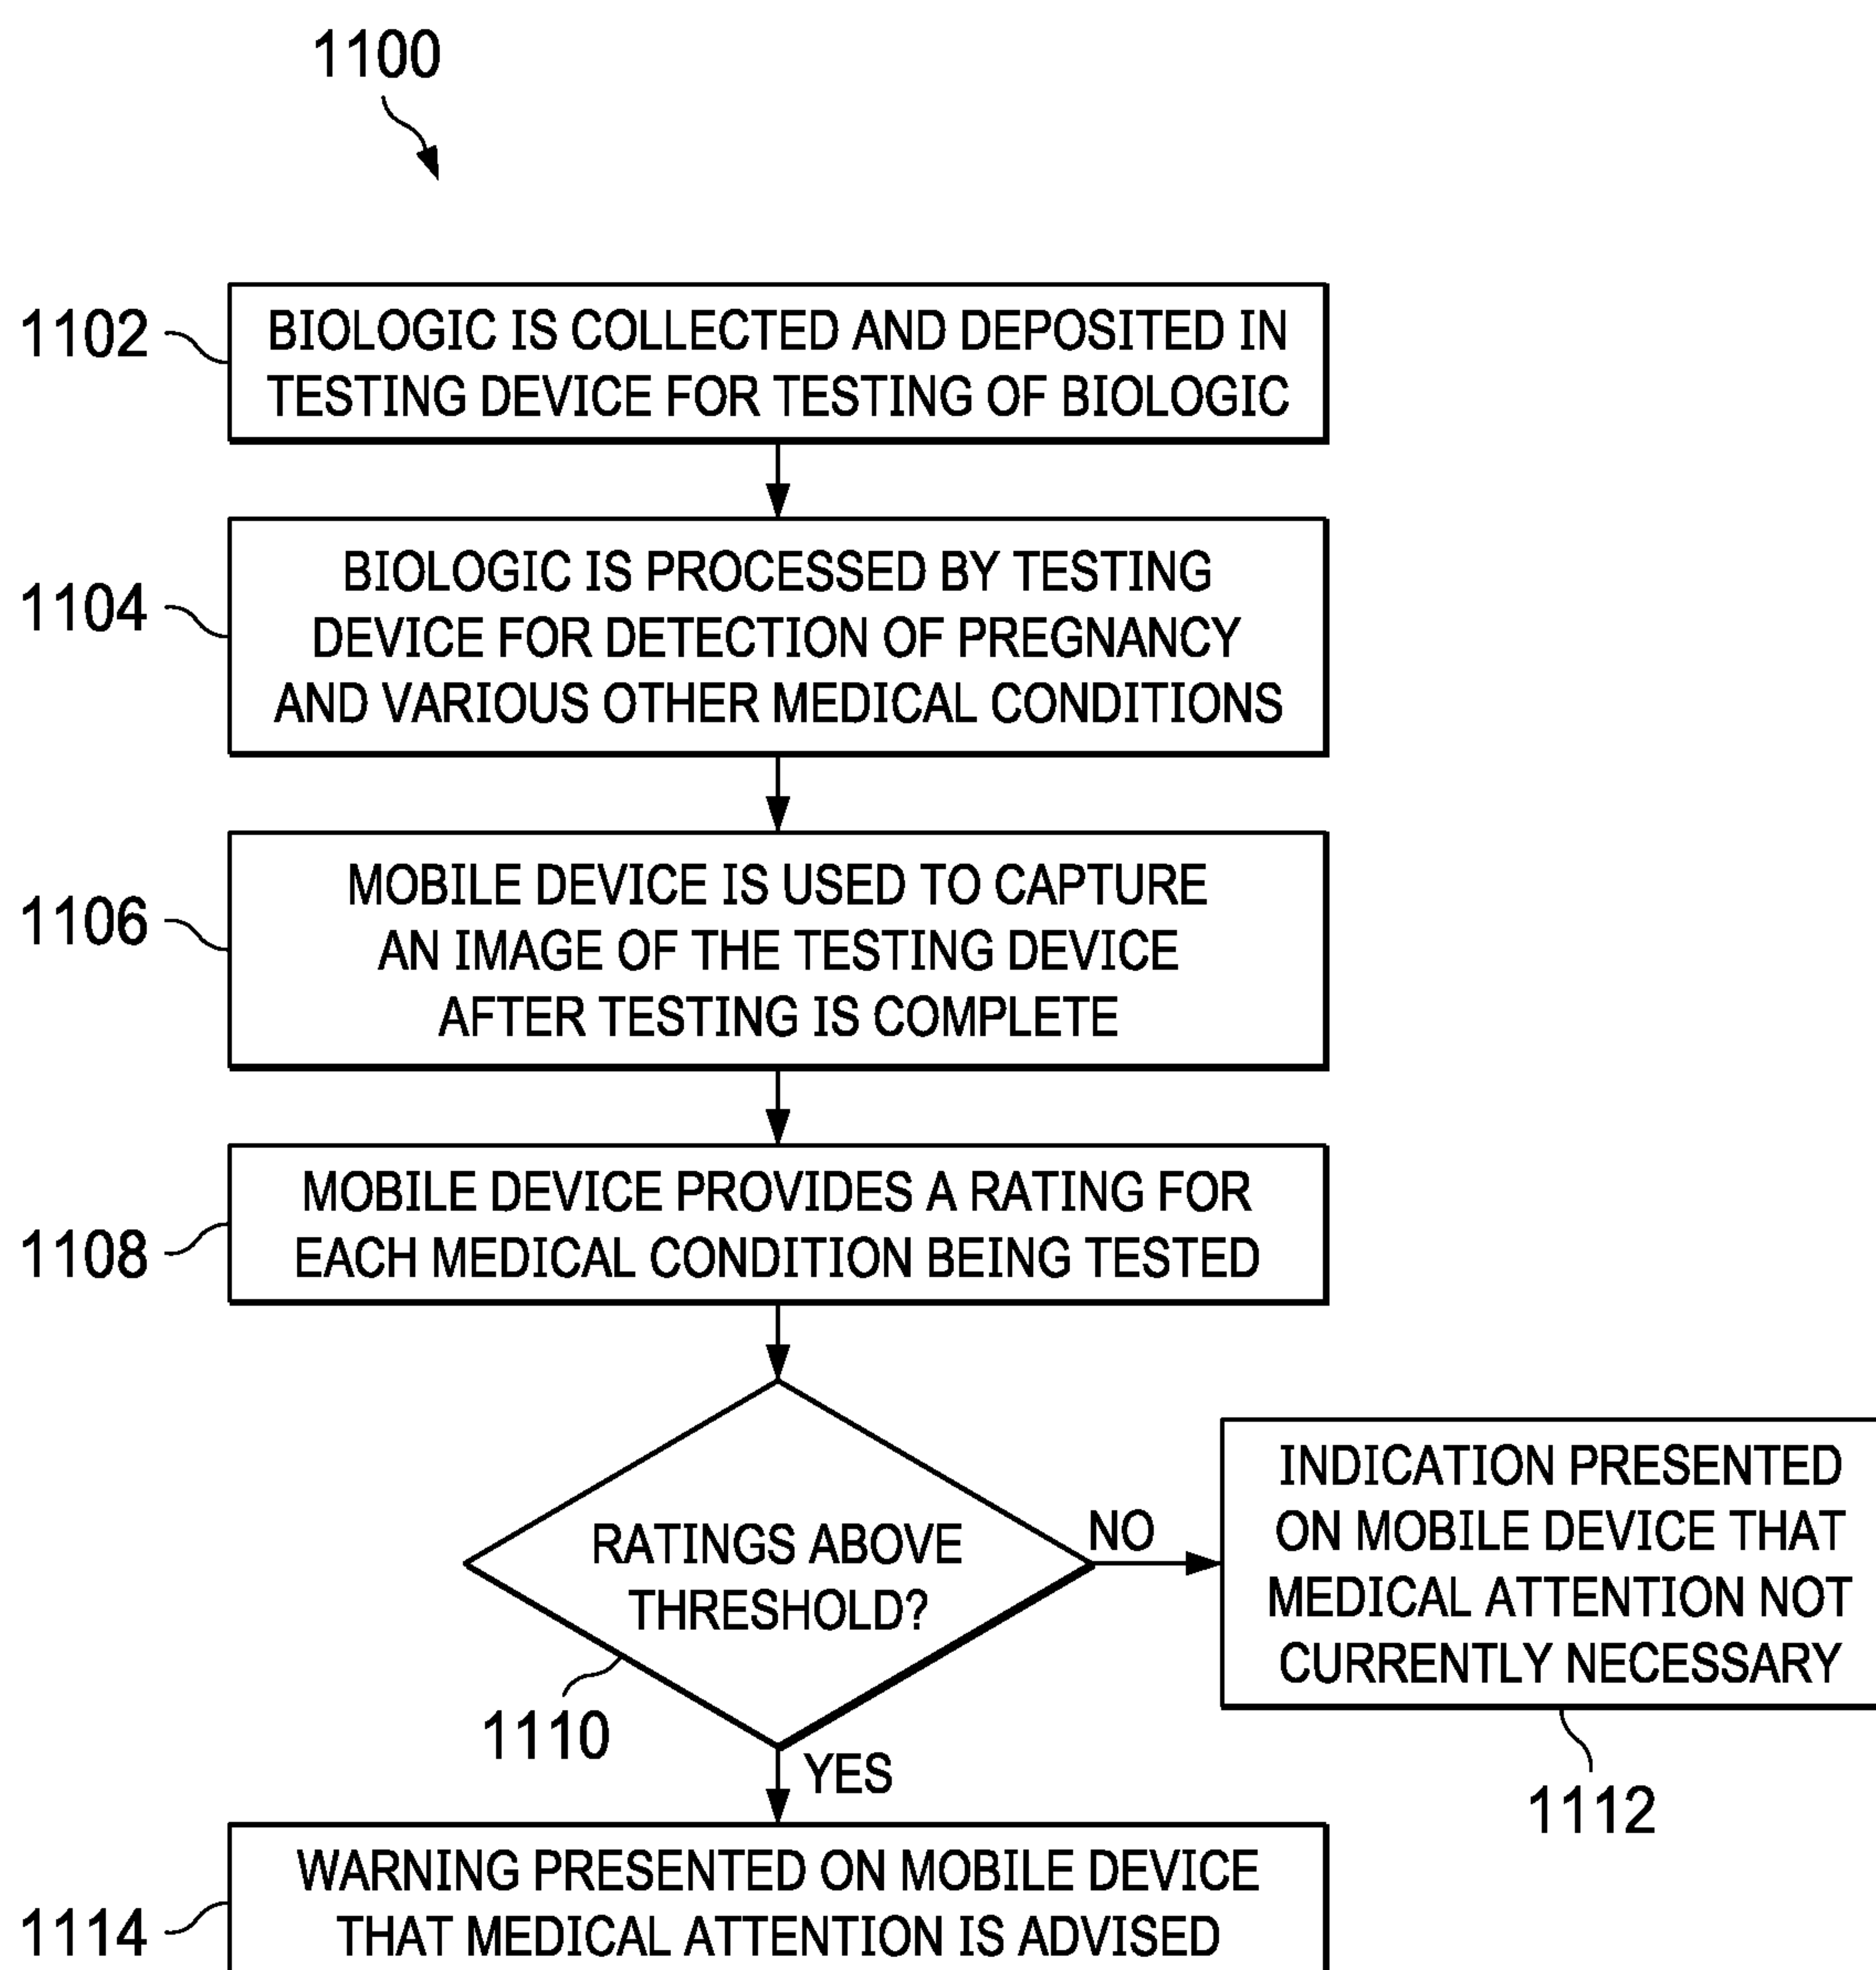 1100
1102
BIOLOGIC IS COLLECTED AND DEPOSITED IN
TESTING DEVICE FOR TESTING OF BIOLOGIC
1104
BIOLOGIC IS PROCESSED BY TESTING
DEVICE FOR DETECTION OF PREGNANCY
AND VARIOUS OTHER MEDICAL CONDITIONS
1106
MOBILE DEVICE IS USED TO CAPTURE
AN IMAGE OF THE TESTING DEVICE
AFTER TESTING IS COMPLETE
1108
MOBILE DEVICE PROVIDES A RATING FOR
EACH MEDICAL CONDITION BEING TESTED
RATINGS ABOVE
THRESHOLD?
1110
NO
INDICATION PRESENTED
ON MOBILE DEVICE THAT
MEDICAL ATTENTION NOT
CURRENTLY NECESSARY
1112
YES
1114
WARNING PRESENTED ON MOBILE DEVICE
THAT MEDICAL ATTENTION IS ADVISED